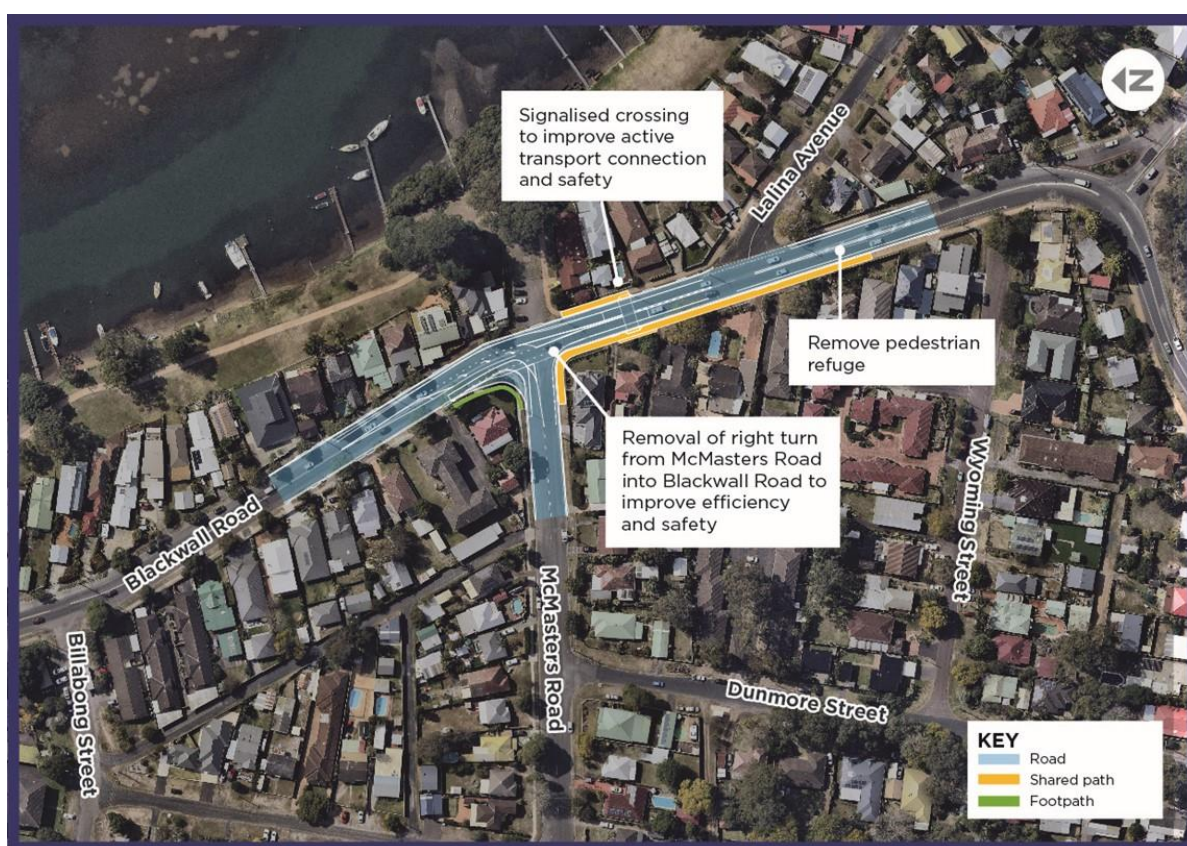 N
Signalised crossing
to improve active
transport connection
and safety
Lalina Avenue
Remove pedestrian
refuge
Removal of right turn
from McMasters Road
into Blackwall Road to
improve efficiency
and safety
Blackwall Road
Billabong Street
McMasters Road
Dunmore Street
Wyoming Street
KEY
Road
Shared path
Footpath